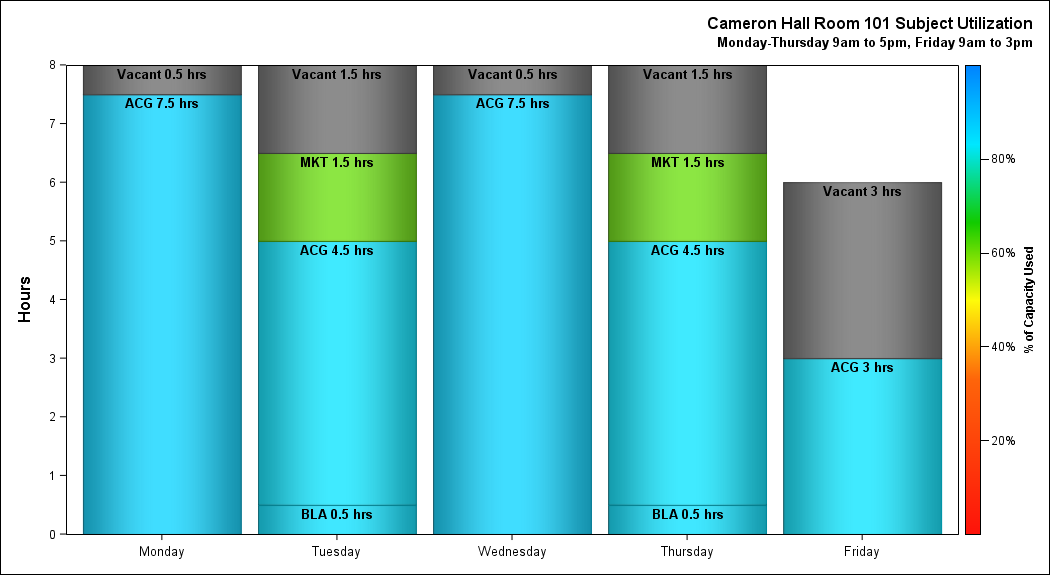 Cameron Hall Room 101 Subject Utilization
Monday-Thursday 9am to 5pm, Friday 9am to 3pm
Hours
8
7
6
5
4
3
2
1
0
Vacant 0.5 hrs
ACG 7.5 hrs
Monday
Vacant 1.5 hrs
MKT 1.5 hrs
ACG 4.5 hrs
BLA 0.5 hrs
Tuesday
Vacant 0.5 hrs
ACG 7.5 hrs
Wednesday
Vacant 1.5 hrs
MKT 1.5 hrs
ACG 4.5 hrs
BLA 0.5 hrs
Thursday
Vacant 3 hrs
ACG 3 hrs
Friday
80%
60%
40%
20%
% of Capacity Used